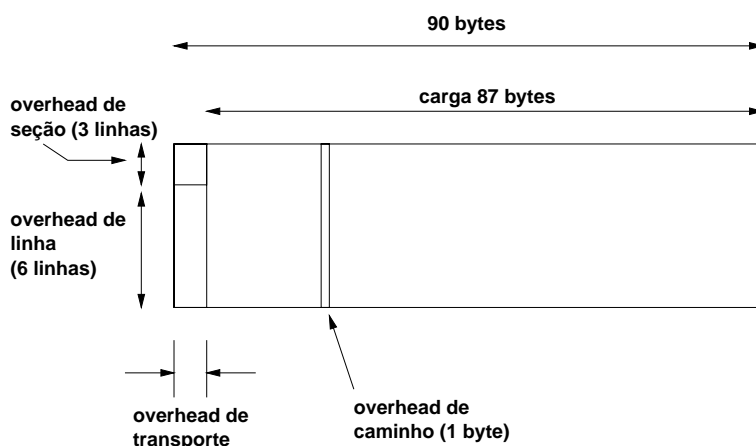 90 bytes
carga 87 bytes
overhead de
seção (3 linhas)
overhead de
linha
(6 linhas)
overhead de
transporte
overhead de
caminho (1 byte)